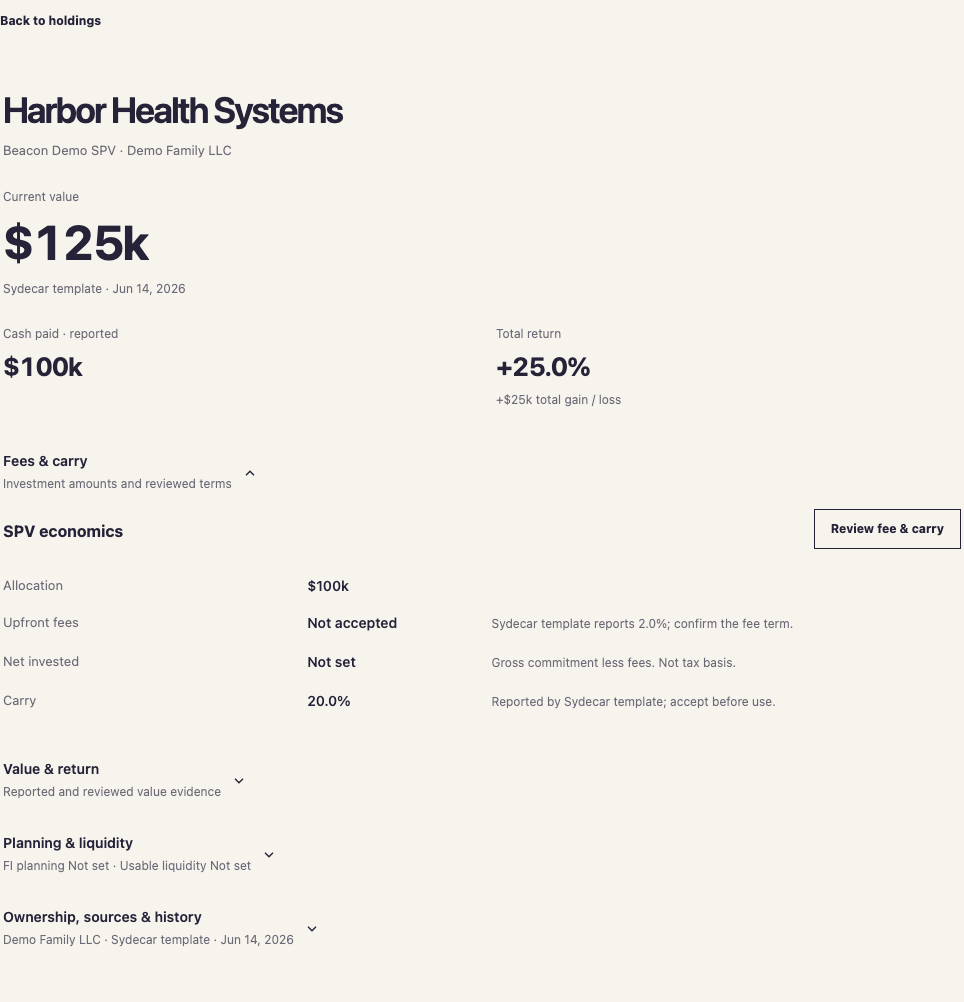 Back to holdings
Harbor Health Systems
Beacon Demo SPV · Demo Family LLC
Current value
$125k
Sydecar template · Jun 14, 2026
Cash paid · reported
$100k
Total return
+25.0%
+$25k total gain / loss
Fees & carry
Investment amounts and reviewed terms
SPV economics
Review fee & carry
Allocation $100k
Upfront fees Not accepted Sydecar template reports 2.0%; confirm the fee term.
Net invested Not set Gross commitment less fees. Not tax basis.
Carry 20.0% Reported by Sydecar template; accept before use.
Value & return
Reported and reviewed value evidence
Planning & liquidity
FI planning Not set · Usable liquidity Not set
Ownership, sources & history
Demo Family LLC · Sydecar template · Jun 14, 2026